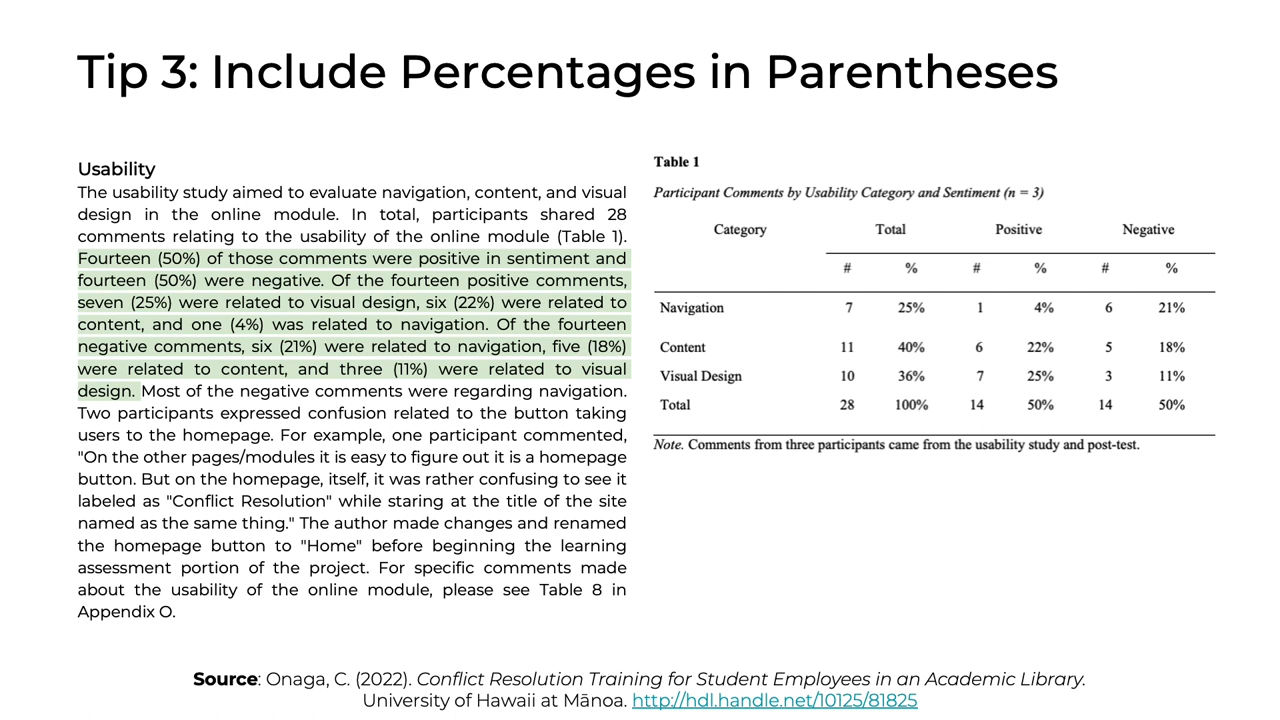 Tip 3: Include Percentages in Parentheses
Usability
The usability study aimed to evaluate navigation, content, and visual
design in the online module. In total, participants shared 28
comments relating to the usability of the online module (Table 1).
Fourteen (50%) of those comments were positive in sentiment and
fourteen (50%) were negative. Of the fourteen positive comments,
seven (25%) were related to visual design, six (22%) were related to
content, and one (4%) was related to navigation. Of the fourteen
negative comments, six (21%) were related to navigation, five (18%)
were related to content, and three (11%) were related to visual
design. Most of the negative comments were regarding navigation.
Two participants expressed confusion related to the button taking
users to the homepage. For example, one participant commented,
"On the other pages/modules it is easy to figure out it is a homepage
button. But on the homepage, itself, it was rather confusing to see it
labeled as "Conflict Resolution" while staring at the title of the site
named as the same thing." The author made changes and renamed
the homepage button to "Home" before beginning the learning
assessment portion of the project. For specific comments made
about the usability of the online module, please see Table 8 in
Appendix O.
Table 1
Participant Comments by Usability Category and Sentiment (n = 3)
Category Total Positive Negative
# % # % # %
Navigation 7 25% 1 4% 6 21%
Content 11 40% 6 22% 5 18%
Visual Design 10 36% 7 25% 3 11%
Total 28 100% 14 50% 14 50%
Note. Comments from three participants came from the usability study and post-test.
Source: Onaga, C. (2022). Conflict Resolution Training for Student Employees in an Academic Library.
University of Hawaii at Mānoa. http://hdl.handle.net/10125/81825